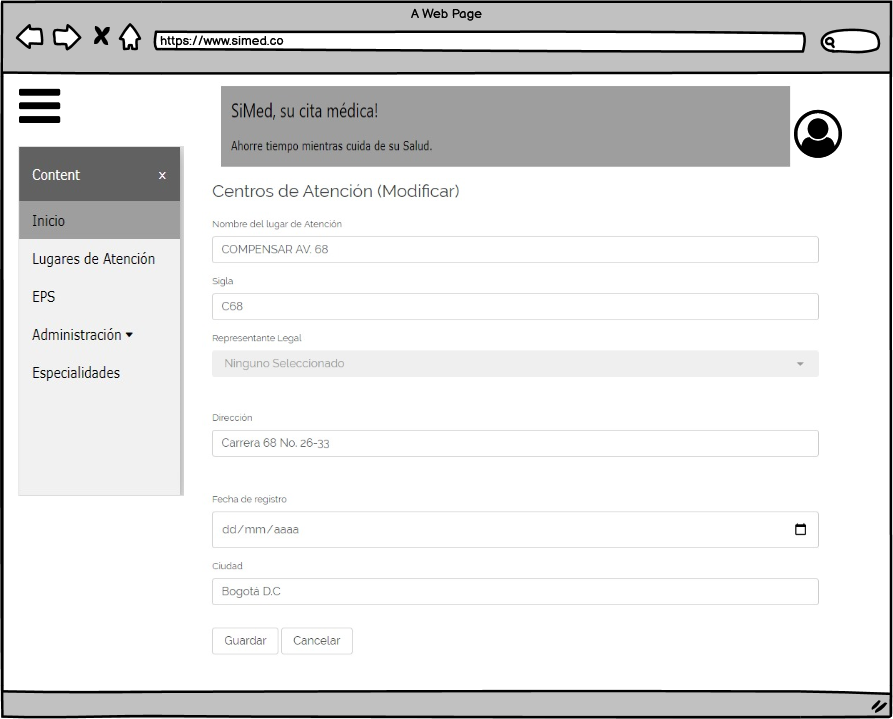 A Web Page
https://www.simed.co
SiMed, su cita médica!
Ahorre tiempo mientras cuida de su Salud.
Content x
Inicio
Lugares de Atención
EPS
Administración
Especialidades
Centros de Atención (Modificar)
Nombre del lugar de Atención
COMPENSAR AV. 68
Sigla
C68
Representante Legal
Ninguno Seleccionado
Dirección
Carrera 68 No. 26-33
Fecha de registro
dd/mm/aaaa
Ciudad
Bogotá D.C
Guardar Cancelar